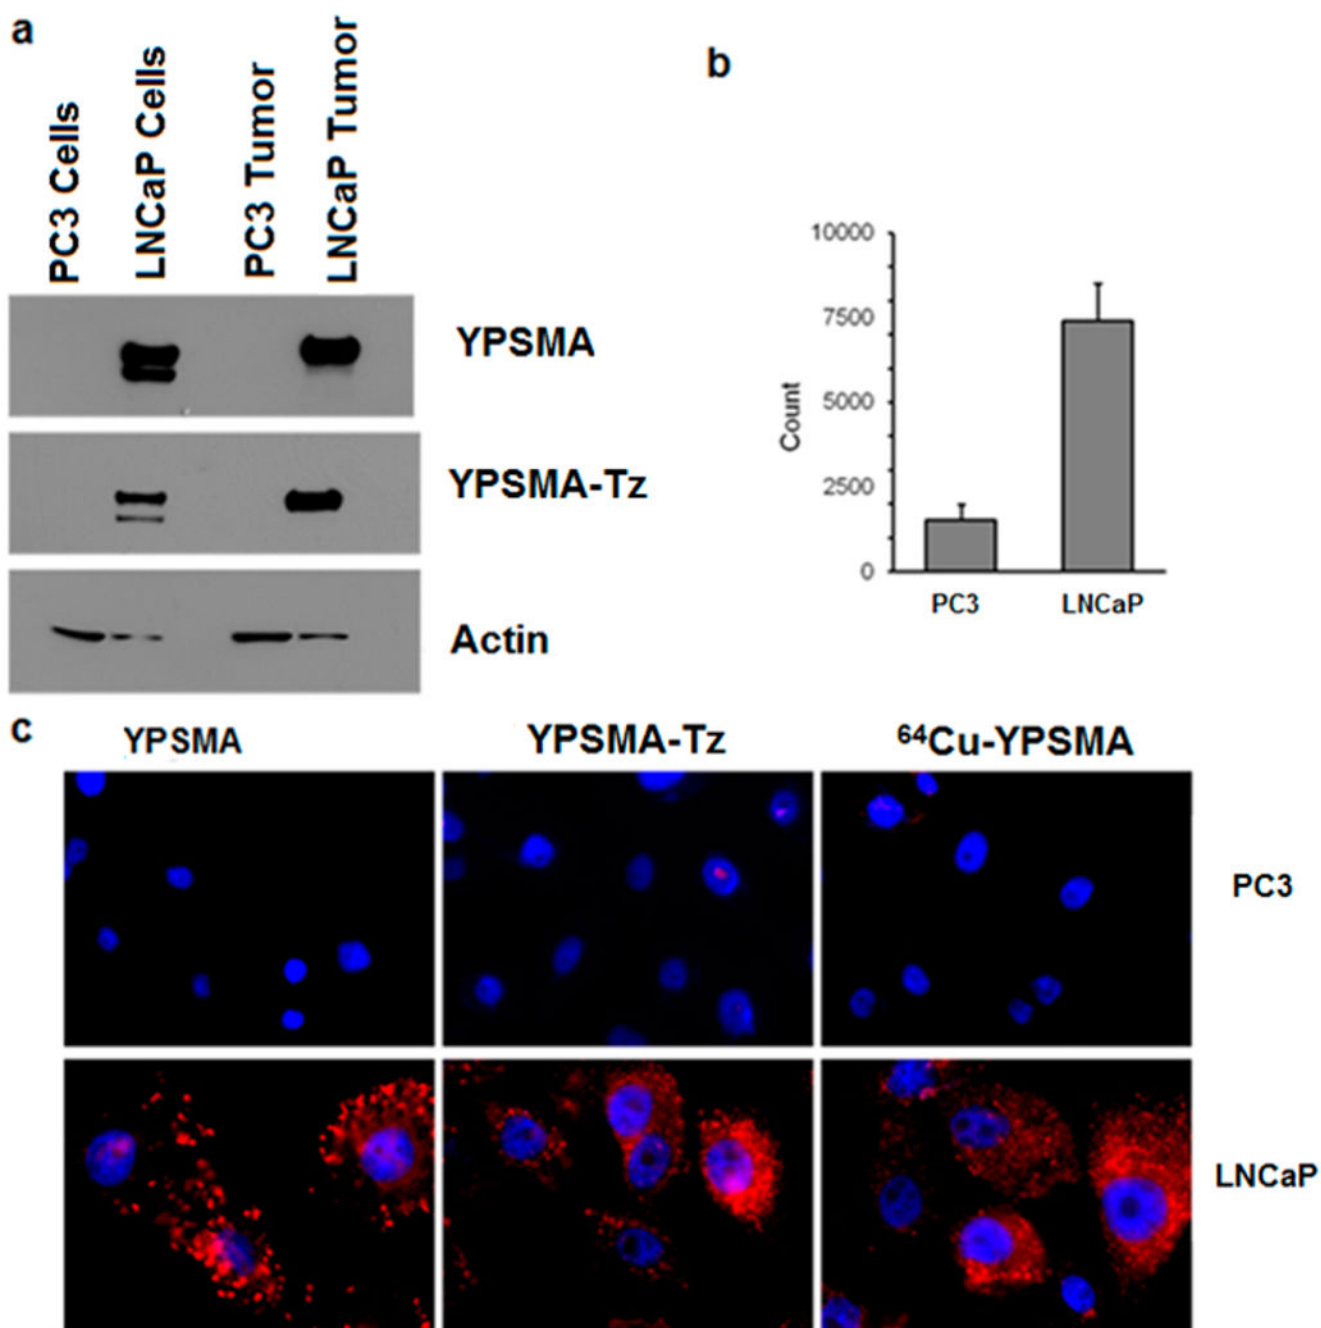 a
PC3 Cells
LNCaP Cells
PC3 Tumor
LNCaP Tumor
YPSMA
YPSMA-Tz
Actin
b
10000
7500
5000
2500
0
Count
PC3
LNCaP
c
YPSMA
YPSMA-Tz
⁶⁴Cu-YPSMA
PC3
LNCaP